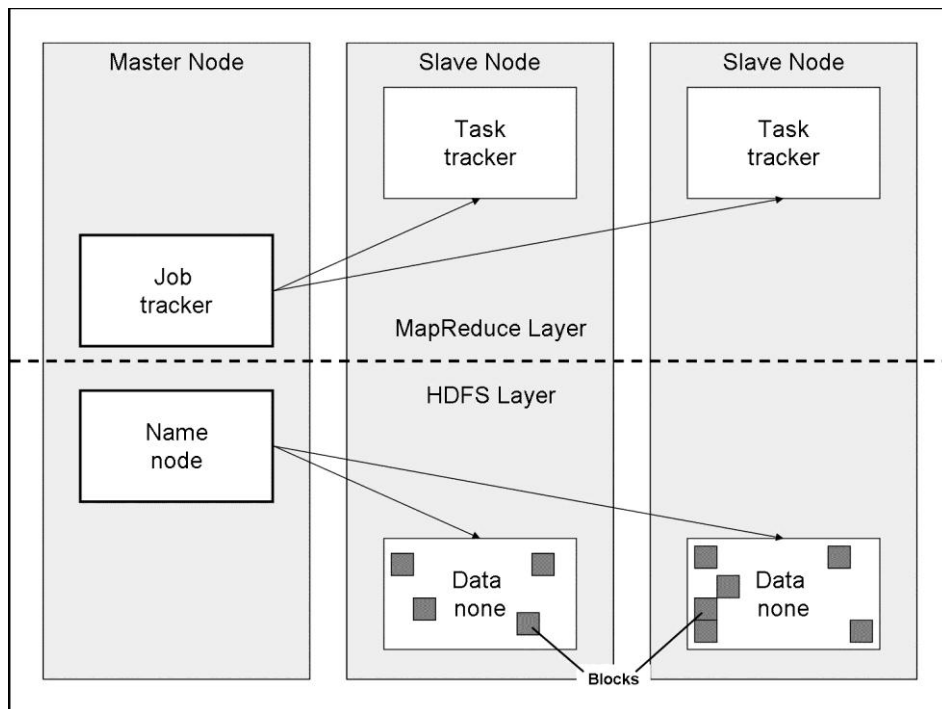 Master Node
Slave Node
Slave Node
Task
tracker
Task
tracker
Job
tracker
MapReduce Layer
HDFS Layer
Name
node
Data
none
Data
none
Blocks